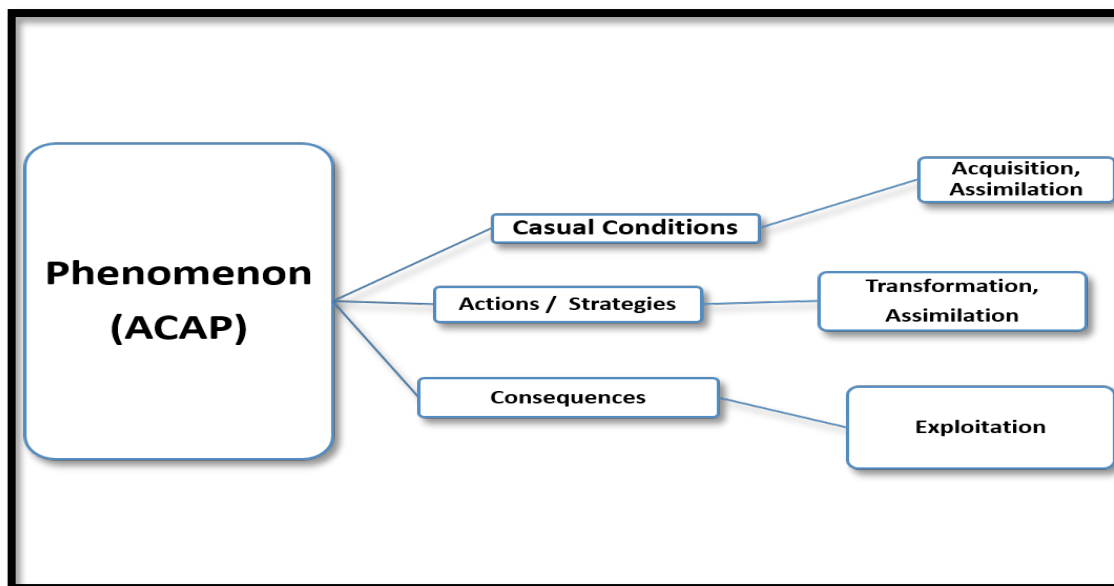 Phenomenon
(ACAP)
Casual Conditions
Acquisition,
Assimilation
Actions /  Strategies
Transformation,
Assimilation
Consequences
Exploitation